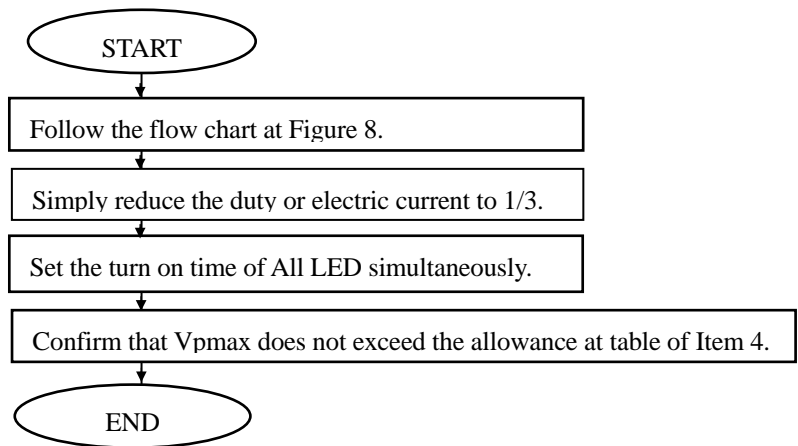 START
Follow the flow chart at Figure 8.
Simply reduce the duty or electric current to 1/3.
Set the turn on time of All LED simultaneously.
Confirm that Vpmax does not exceed the allowance at table of Item 4.
END